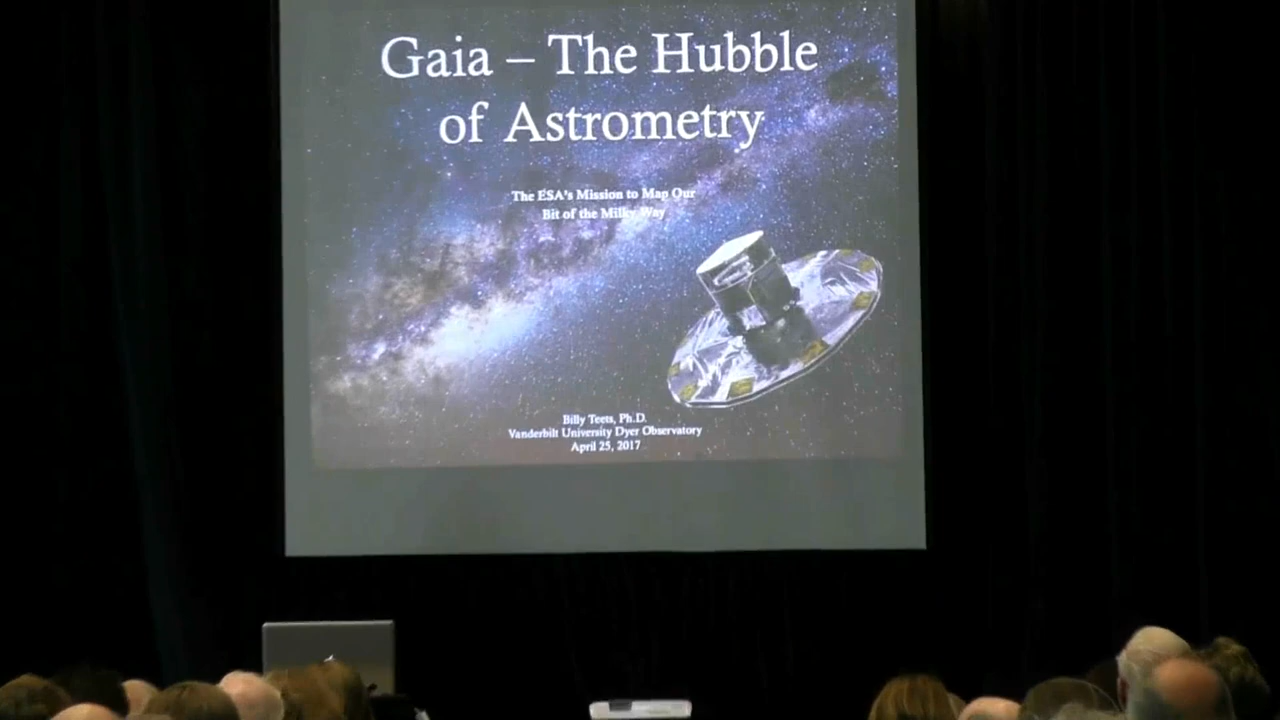 Gaia – The Hubble
of Astrometry
The ESA's Mission to Map Our
Bit of the Milky Way
Billy Teets, Ph.D.
Vanderbilt University Dyer Observatory
April 25, 2017